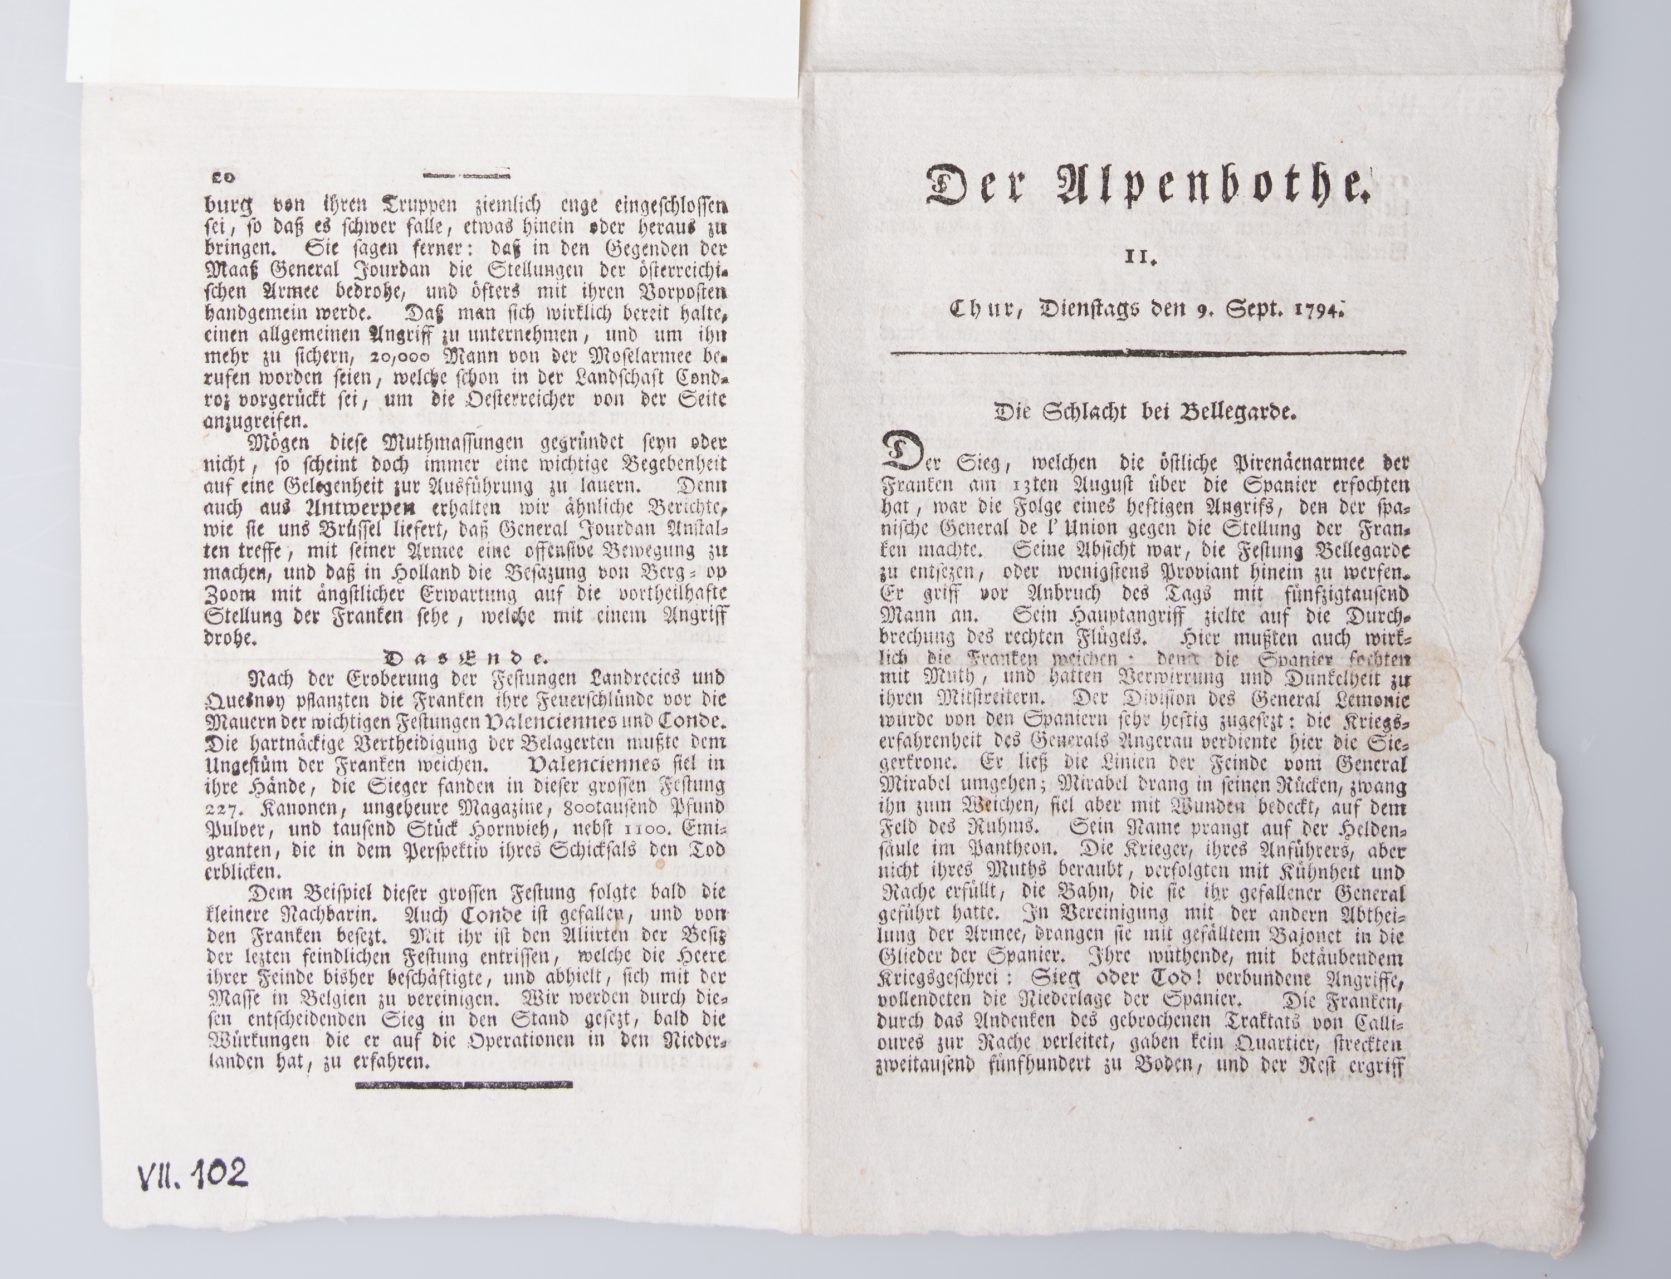 20
burg von ihren Truppen ziemlich enge eingeschlossen
sei, so daß es schwer falle, etwas hinein oder heraus zu
bringen. Sie sagen ferner: daß in den Gegenden der
Maaß General Jourdan die Stellungen der österreichi-
schen Armee bedrohe, und öfters mit ihren Vorposten
handgemein werde. Daß man sich wirklich bereit halte,
einen allgemeinen Angriff zu unternehmen, und um ihn
mehr zu sichern, 20,000 Mann von der Moselarmee be-
rufen worden seien, welche schon in der Landschaft Cond-
roz vorgerückt sei, um die Oesterreicher von der Seite
anzugreifen.
Mögen diese Muthmassungen gegründet seyn oder
nicht, so scheint doch immer eine wichtige Begebenheit
auf eine Gelegenheit zur Ausführung zu lauern. Denn
auch aus Antwerpen erhalten wir ähnliche Berichte,
wie sie uns Brüssel liefert, daß General Jourdan Anstal-
ten treffe, mit seiner Armee eine offensive Bewegung zu
machen, und daß in Holland die Besazung von Berg-op
Zoom mit ängstlicher Erwartung auf die vortheilhafte
Stellung der Franken sehe, welche mit einem Angriff
drohe.
Das Ende.
Nach der Eroberung der Festungen Landrecies und
Quesnoy pflanzten die Franken ihre Feuerschlünde vor die
Mauern der wichtigen Festungen Valenciennes und Conde.
Die hartnäckige Vertheidigung der Belagerten mußte dem
Ungestüm der Franken weichen. Valenciennes fiel in
ihre Hände, die Sieger fanden in dieser grossen Festung
227. Kanonen, ungeheure Magazine, 800tausend Pfund
Pulver, und tausend Stück Hornvieh, nebst 1100. Emi-
granten, die in dem Perspektiv ihres Schicksals den Tod
erblicken.
Dem Beispiel dieser grossen Festung folgte bald die
kleinere Nachbarin. Auch Conde ist gefallen, und von
den Franken besezt. Mit ihr ist den Aliirten der Besiz
der lezten feindlichen Festung entrissen, welche die Heere
ihrer Feinde bisher beschäftigte, und abhielt, sich mit der
Masse in Belgien zu vereinigen. Wir werden durch die-
sen entscheidenden Sieg in den Stand gesezt, bald die
Würkungen die er auf die Operationen in den Nieder-
landen hat, zu erfahren.
VII. 102
Der Alpenbothe.
11.
Chur, Dienstags den 9. Sept. 1794.
Die Schlacht bei Bellegarde.
Der Sieg, welchen die östliche Pirenäenarmee der
Franken am 13ten August über die Spanier erfochten
hat, war die Folge eines heftigen Angrifs, den der spa-
nische General de l'Union gegen die Stellung der Fran-
ken machte. Seine Absicht war, die Festung Bellegarde
zu entsezen, oder wenigstens Proviant hinein zu werfen.
Er griff vor Anbruch des Tags mit fünfzigtausend
Mann an. Sein Hauptangriff zielte auf die Durch-
brechung des rechten Flügels. Hier mußten auch wirk-
lich die Franken weichen: denn die Spanier fochten
mit Muth, und hatten Verwirrung und Dunkelheit zu
ihren Mitstreitern. Der Division des General Lemonie
wurde von den Spaniern sehr heftig zugesezt: die Kriegs-
erfahrenheit des Generals Angerau verdiente hier die Sie-
gerkrone. Er ließ die Linien der Feinde vom General
Mirabel umgehen; Mirabel drang in seinen Rücken, zwang
ihn zum Weichen, fiel aber mit Wunden bedeckt, auf dem
Feld des Ruhms. Sein Name prangt auf der Helden-
säule im Pantheon. Die Krieger, ihres Anführers, aber
nicht ihres Muths beraubt, verfolgten mit Kühnheit und
Rache erfüllt, die Bahn, die sie ihr gefallener General
geführt hatte. In Vereinigung mit der andern Abthei-
lung der Armee, drangen sie mit gefälltem Bajonet in die
Glieder der Spanier. Ihre wüthende, mit betäubendem
Kriegsgeschrei: Sieg oder Tod! verbundene Angriffe,
vollendeten die Niederlage der Spanier. Die Franken,
durch das Andenken des gebrochenen Traktats von Calli-
oures zur Rache verleitet, gaben kein Quartier, streckten
zweitausend fünfhundert zu Boden, und der Rest ergriff